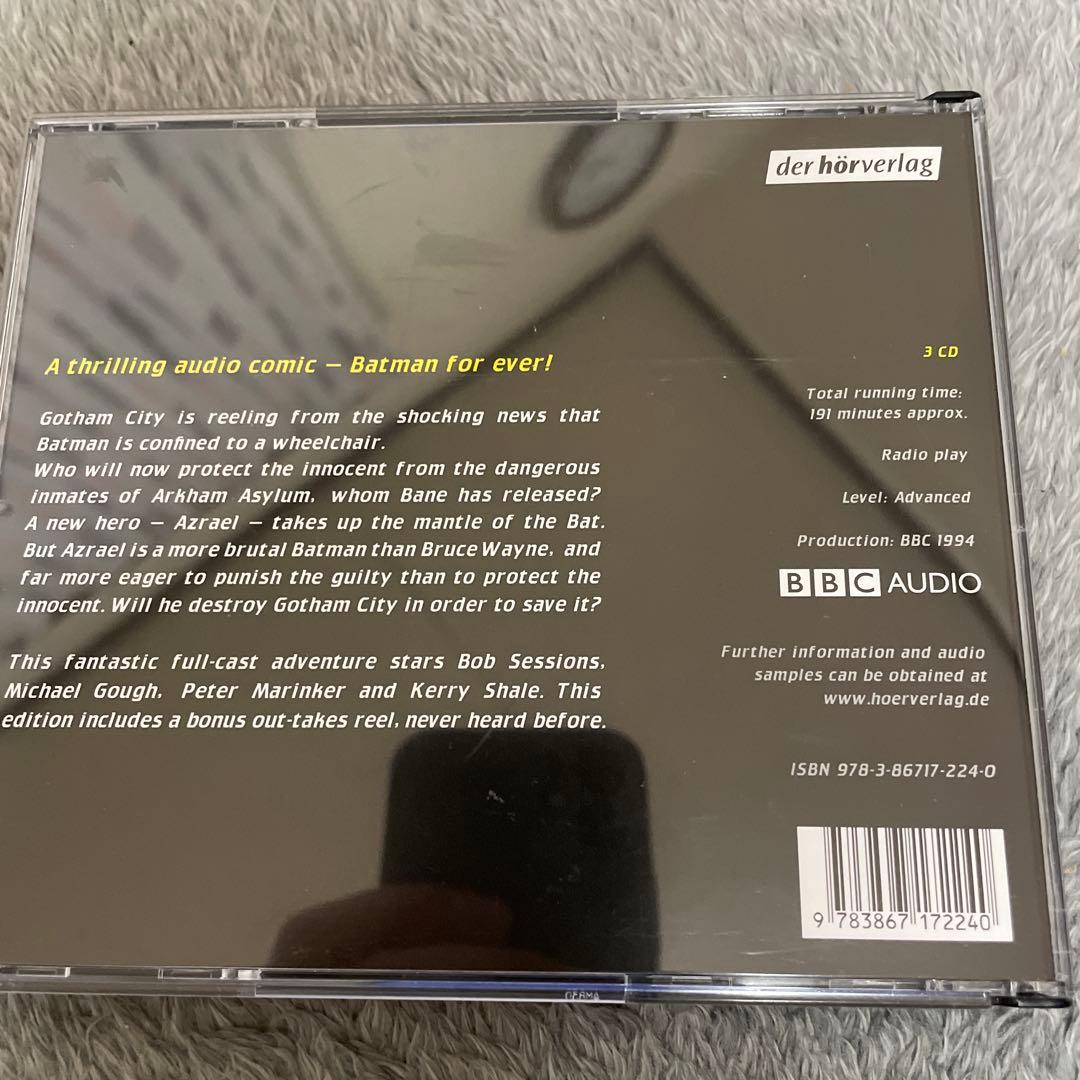 der hörverlag
A thrilling audio comic – Batman for ever!
Gotham City is reeling from the shocking news that
Batman is confined to a wheelchair.
Who will now protect the innocent from the dangerous
inmates of Arkham Asylum, whom Bane has released?
A new hero – Azrael – takes up the mantle of the Bat.
But Azrael is a more brutal Batman than Bruce Wayne, and
far more eager to punish the guilty than to protect the
innocent. Will he destroy Gotham City in order to save it?
This fantastic full-cast adventure stars Bob Sessions,
Michael Gough, Peter Marinker and Kerry Shale. This
edition includes a bonus out-takes reel, never heard before.
3 CD
Total running time:
191 minutes approx.
Radio play
Level: Advanced
Production: BBC 1994
BBC AUDIO
Further information and audio
samples can be obtained at
www.hoerverlag.de
ISBN 978-3-86717-224-0
9 783867 172240